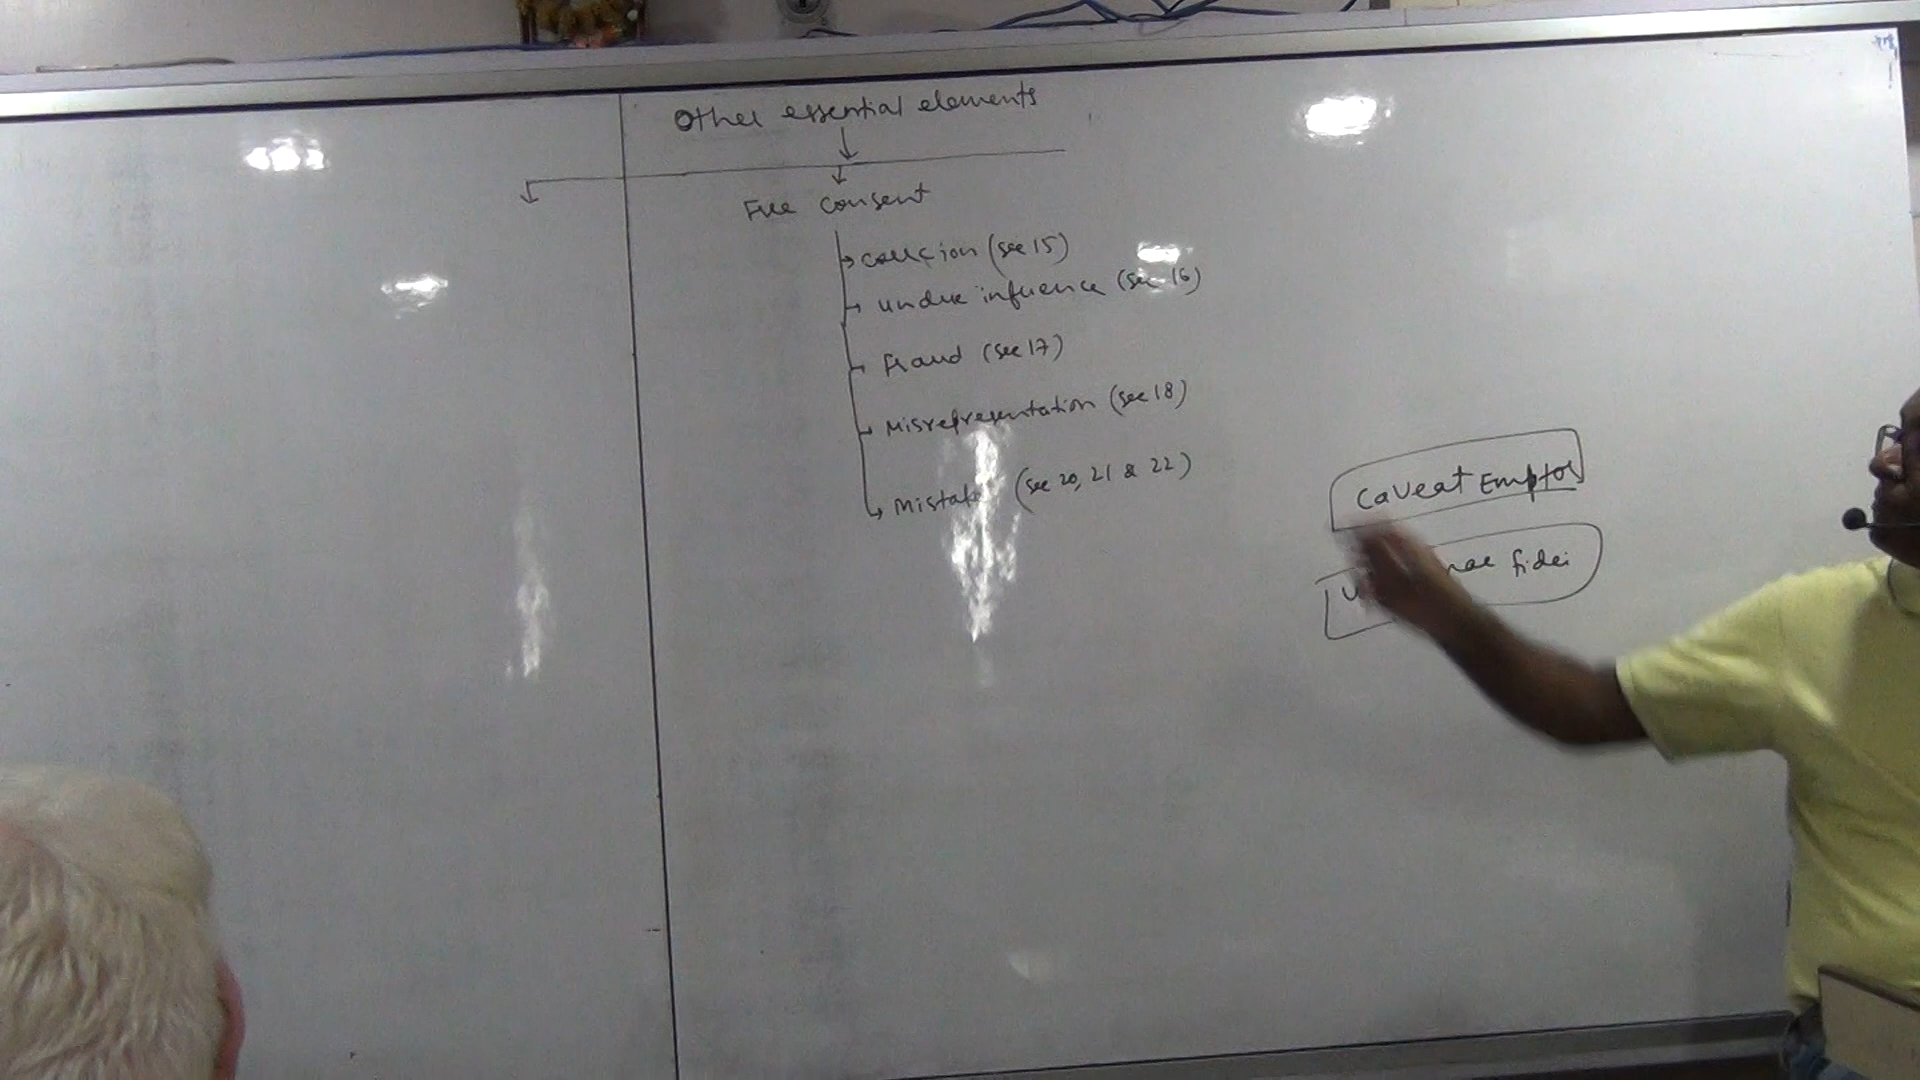 Other essential elements
Free consent
coercion (sec 15)
undue influence (sec 16)
Fraud (sec 17)
Misrepresentation (sec 18)
Mistake (sec 20, 21 & 22)
Caveat Emptor
fidei